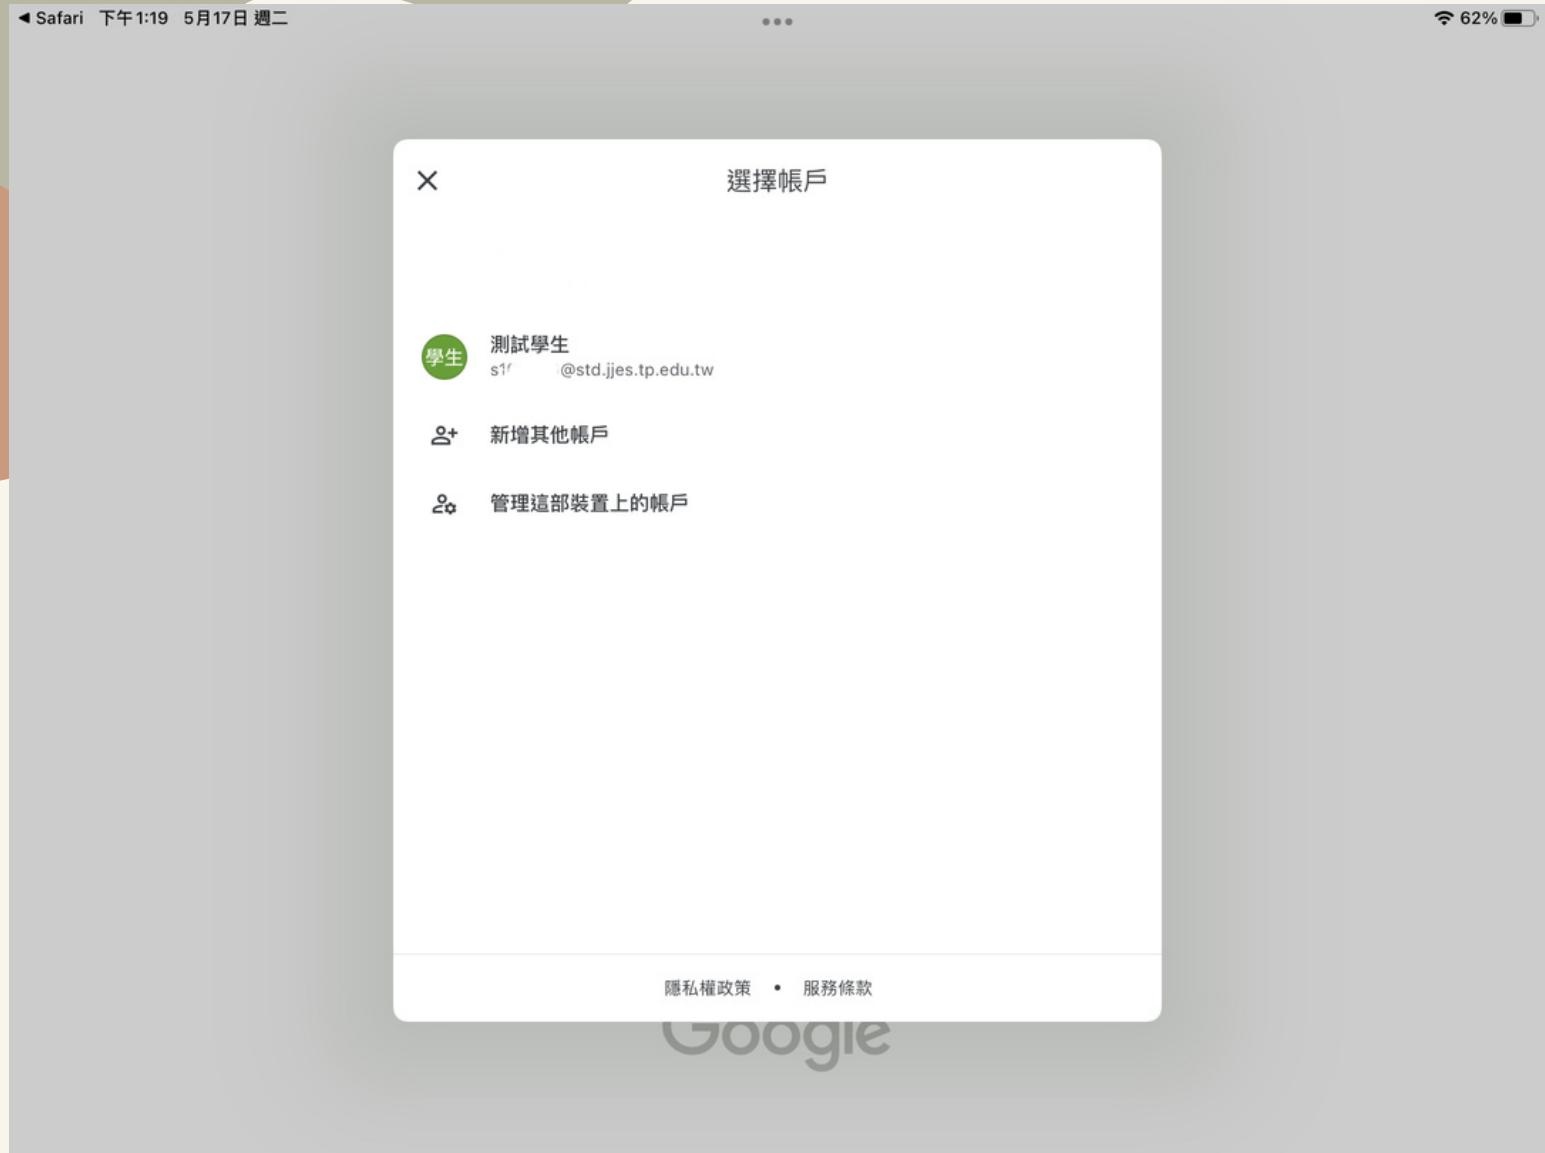 ◀ Safari 下午1:19 5月17日 週二
62%
選擇帳戶
學生
測試學生
s1 @std.jjes.tp.edu.tw
新增其他帳戶
管理這部裝置上的帳戶
隱私權政策 • 服務條款
Google